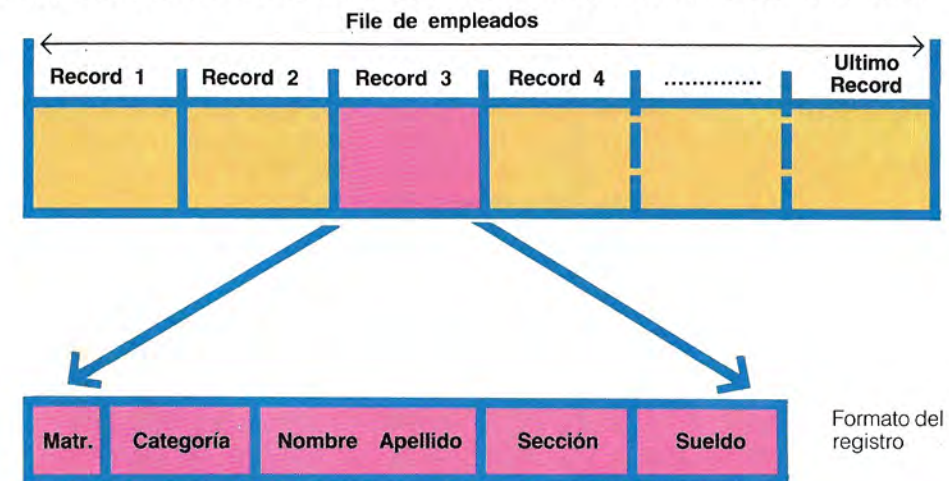 File de empleados
Record 1 Record 2 Record 3 Record 4 .............. Ultimo Record
Matr. Categoría Nombre Apellido Sección Sueldo
Formato del
registro